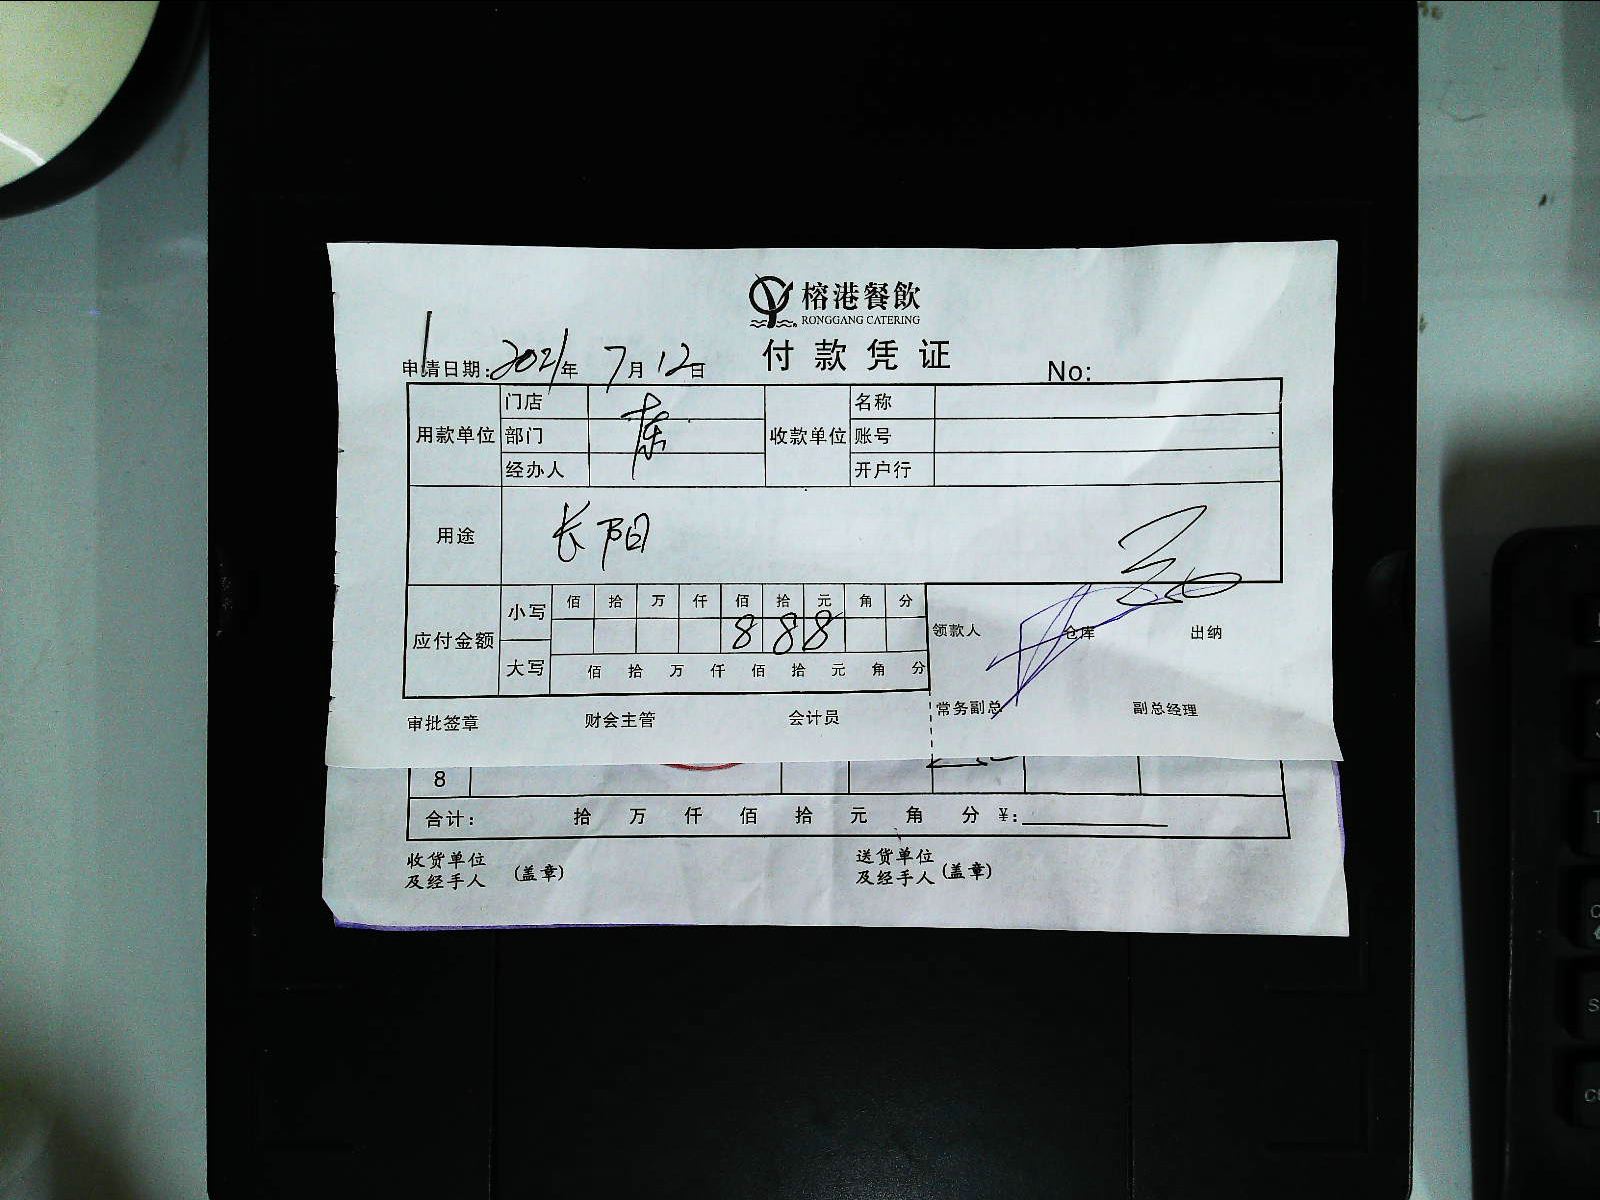 榕港餐飲
RONGGANG CATERING
付款凭证
申请日期:2021年7月12日 No:
用款单位 门店 收款单位 名称
部门 账号
经办人 开户行
用途 长阳
应付金额 小写 佰 拾 万 仟 佰 拾 元 角 分
8 8 8
领款人 仓库 出纳
大写 佰 拾 万 仟 佰 拾 元 角 分
审批签章 财会主管 会计员 常务副总 副总经理
8
合计: 拾 万 仟 佰 拾 元 角 分 ¥:
收货单位及经手人 (盖章) 送货单位及经手人 (盖章)